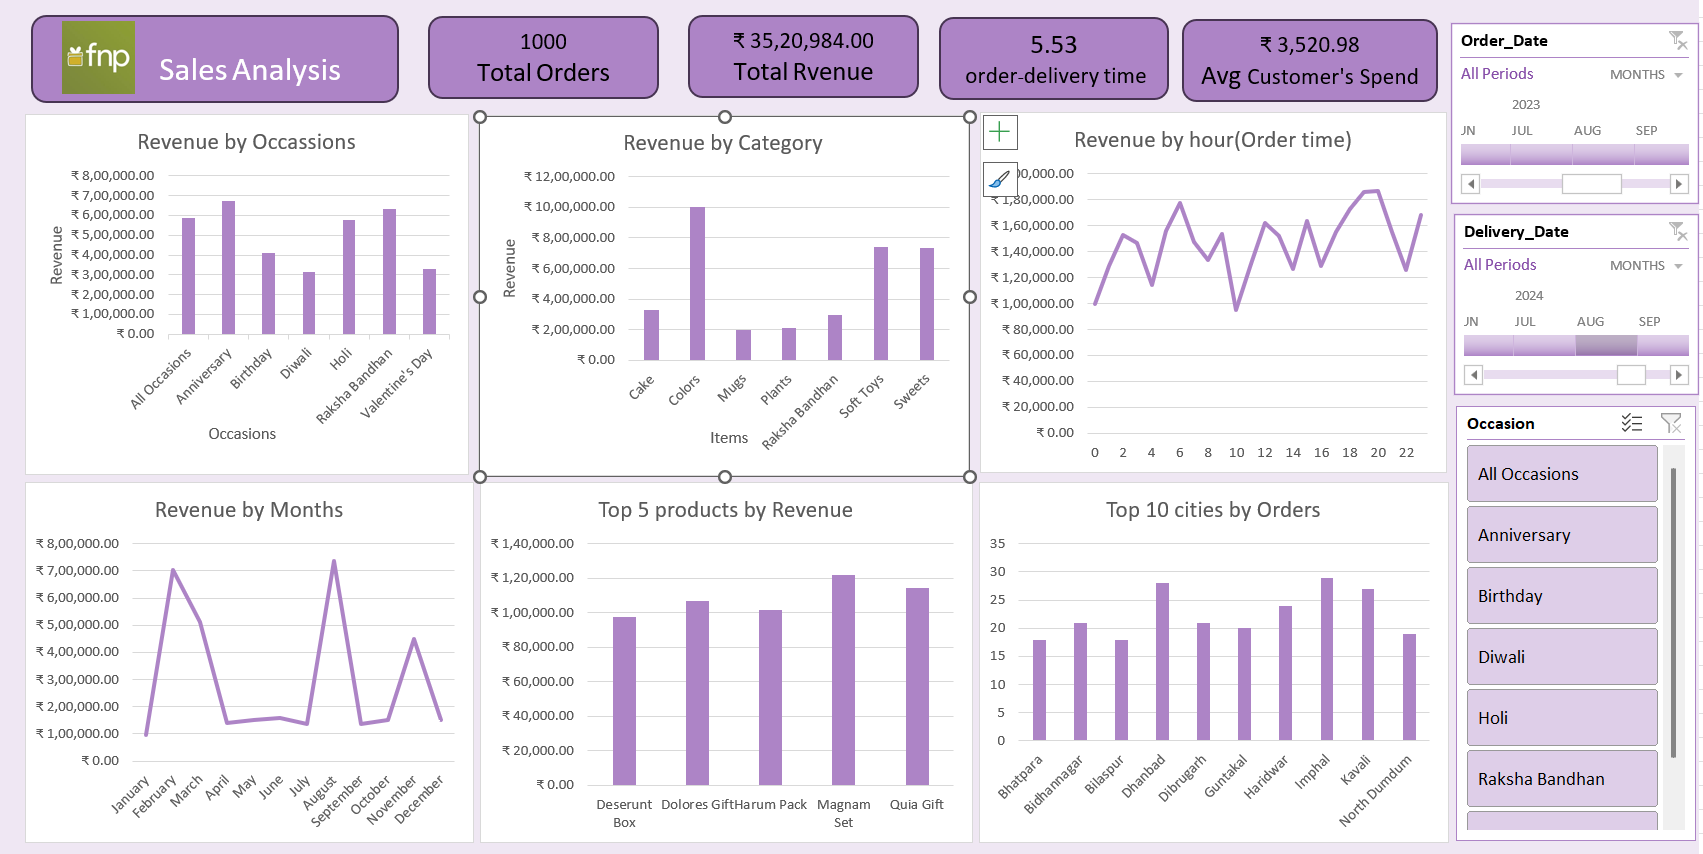 fnp
Sales Analysis
1000
Total Orders
₹ 35,20,984.00
Total Rvenue
5.53
order-delivery time
₹ 3,520.98
Avg Customer's Spend
Order_Date
All Periods MONTHS
2023
JN JUL AUG SEP
Delivery_Date
All Periods MONTHS
2024
JN JUL AUG SEP
Occasion
All Occasions
Anniversary
Birthday
Diwali
Holi
Raksha Bandhan
Revenue by Occassions
Revenue
₹ 8,00,000.00
₹ 7,00,000.00
₹ 6,00,000.00
₹ 5,00,000.00
₹ 4,00,000.00
₹ 3,00,000.00
₹ 2,00,000.00
₹ 1,00,000.00
₹ 0.00
All Occasions
Anniversary
Birthday
Diwali
Holi
Raksha Bandhan
Valentine's Day
Occasions
Revenue by Category
Revenue
₹ 12,00,000.00
₹ 10,00,000.00
₹ 8,00,000.00
₹ 6,00,000.00
₹ 4,00,000.00
₹ 2,00,000.00
₹ 0.00
Cake
Colors
Mugs
Plants
Raksha Bandhan
Soft Toys
Sweets
Items
Revenue by hour(Order time)
00,000.00
₹ 1,80,000.00
₹ 1,60,000.00
₹ 1,40,000.00
₹ 1,20,000.00
₹ 1,00,000.00
₹ 80,000.00
₹ 60,000.00
₹ 40,000.00
₹ 20,000.00
₹ 0.00
0 2 4 6 8 10 12 14 16 18 20 22
Revenue by Months
₹ 8,00,000.00
₹ 7,00,000.00
₹ 6,00,000.00
₹ 5,00,000.00
₹ 4,00,000.00
₹ 3,00,000.00
₹ 2,00,000.00
₹ 1,00,000.00
₹ 0.00
January
February
March
April
May
June
July
August
September
October
November
December
Top 5 products by Revenue
₹ 1,40,000.00
₹ 1,20,000.00
₹ 1,00,000.00
₹ 80,000.00
₹ 60,000.00
₹ 40,000.00
₹ 20,000.00
₹ 0.00
Deserunt Box
Dolores Gift
Harum Pack
Magnam Set
Quia Gift
Top 10 cities by Orders
35
30
25
20
15
10
5
0
Bhatpara
Bidhannagar
Bilaspur
Dhanbad
Dibrugarh
Guntakal
Haridwar
Imphal
Kavali
North Dumdum